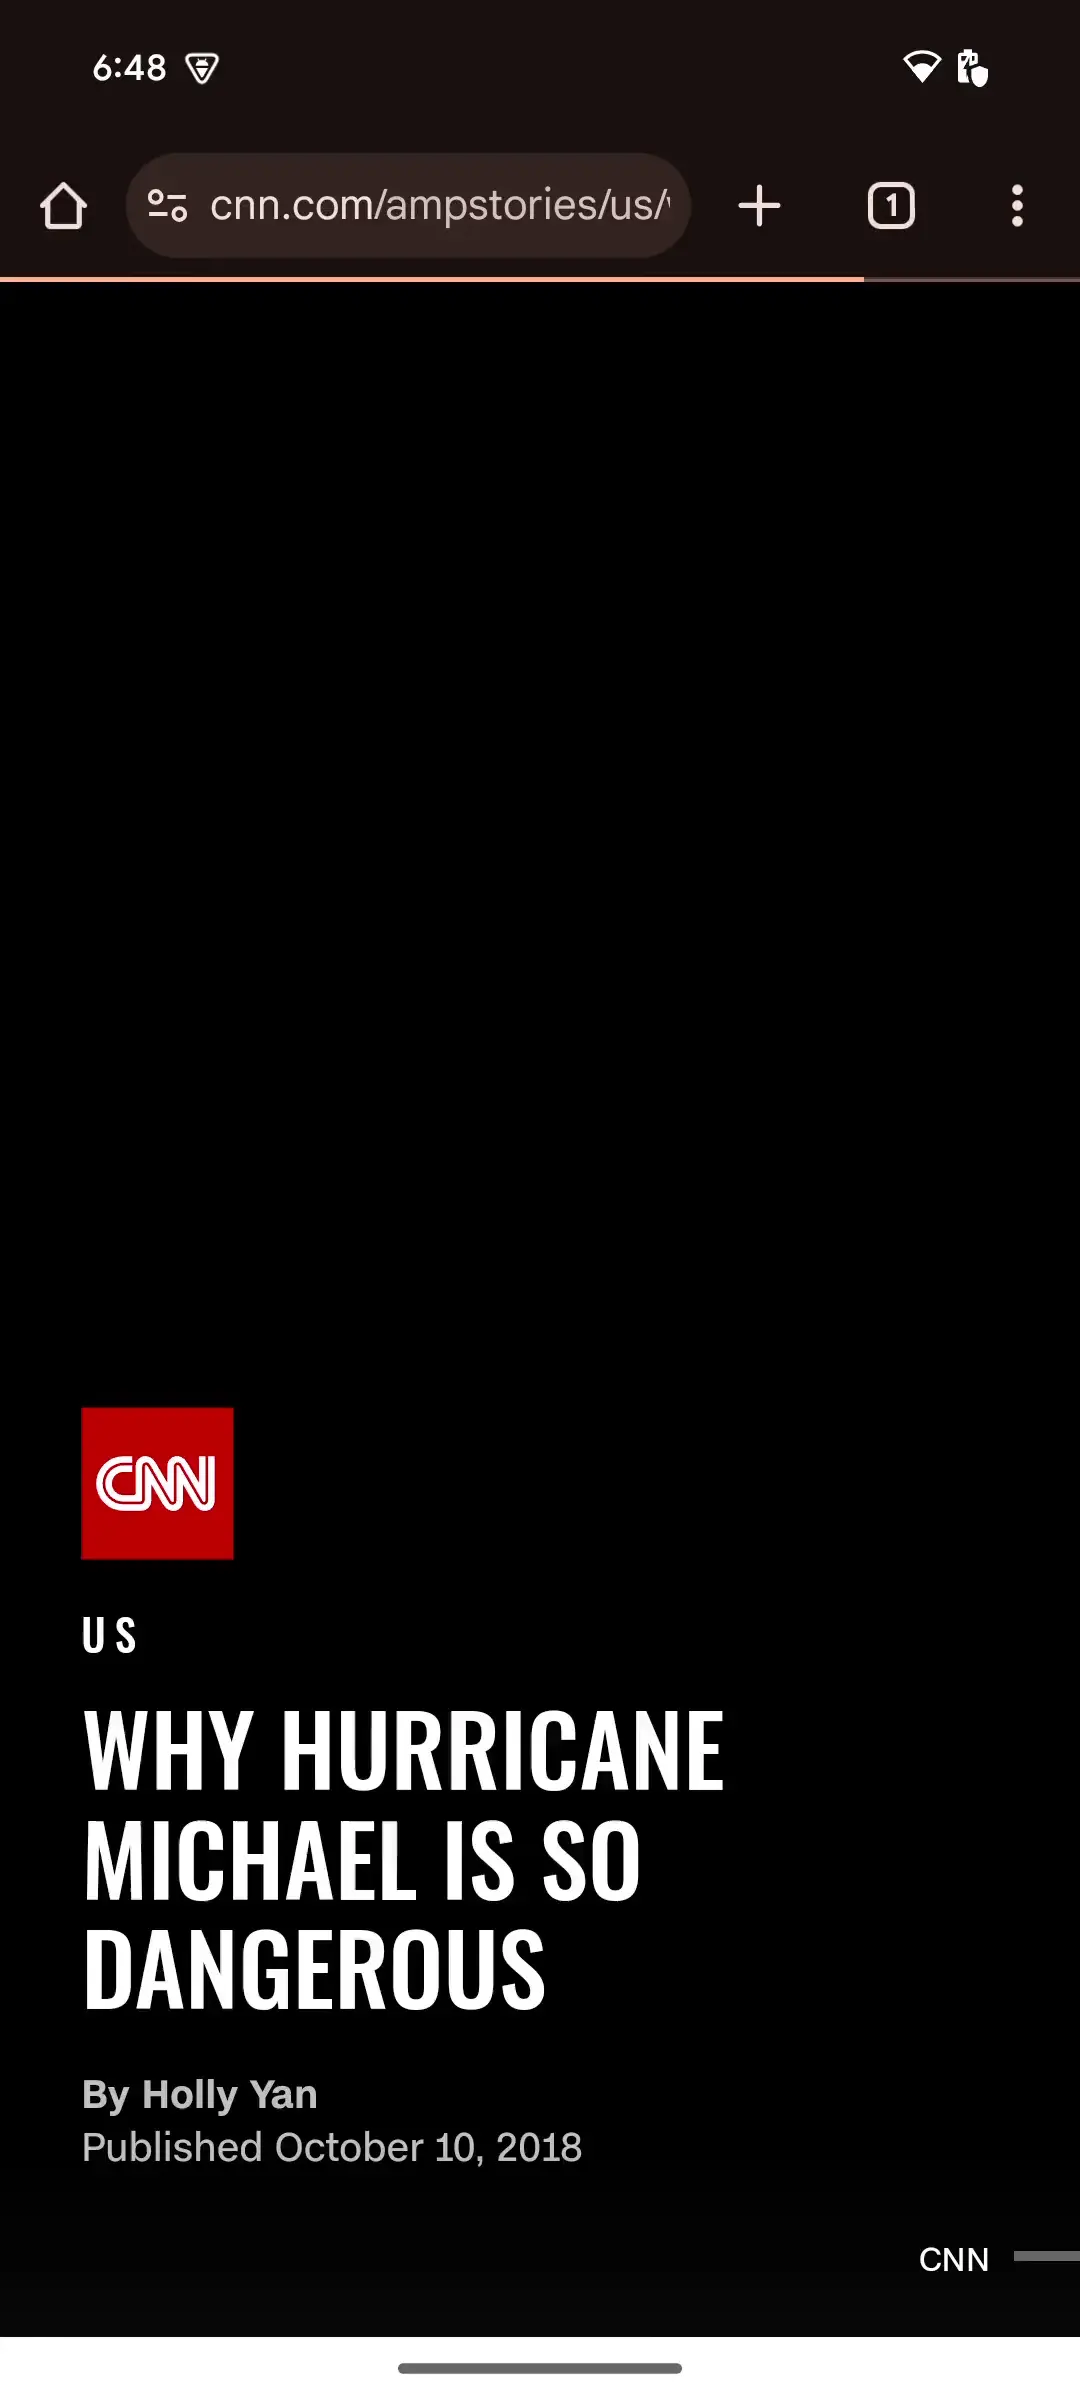 6:48
cnn.com/ampstories/us/
1
CNN
US
WHY HURRICANE
MICHAEL IS SO
DANGEROUS
By Holly Yan
Published October 10, 2018
CNN